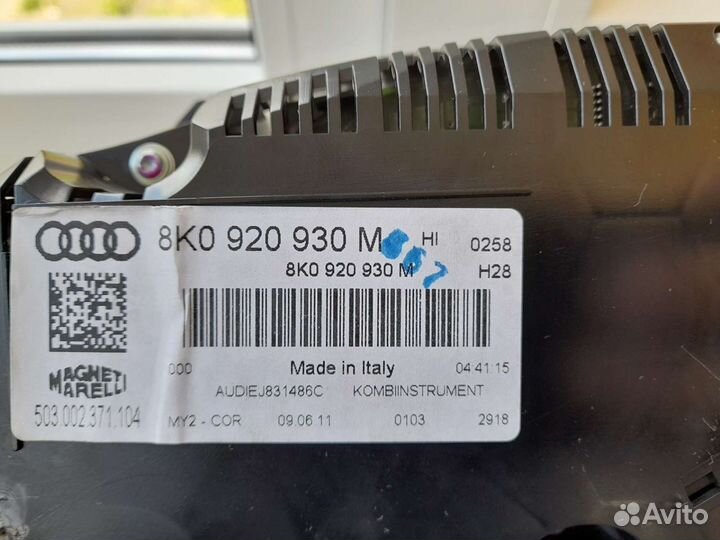 8K0 920 930 M HI 0258
8K0 920 930 M H28
867
MAGNETI
MARELLI
000 Made in Italy 04:41:15
AUDIEJ831486C KOMBIINSTRUMENT
503.002.371.104
MY2 - COR 09.06.11 0103 2918
Avito